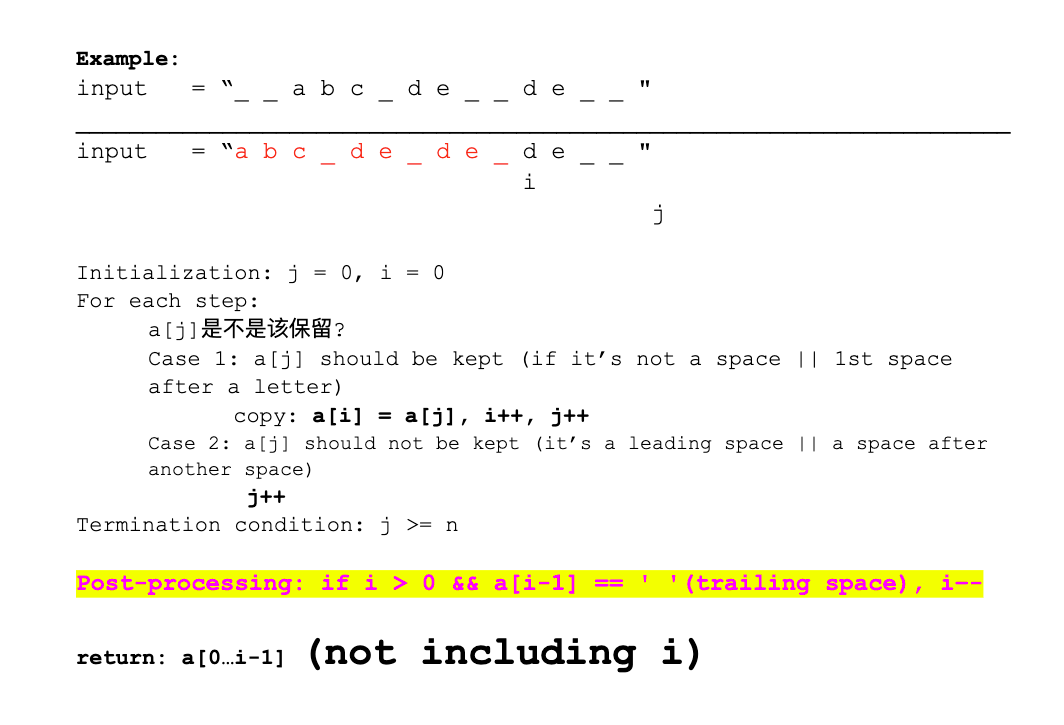 Example:
input = “_ _ a b c _ d e _ _ d e _ _ "
input = “a b c _ d e _ d e _ d e _ _ "
i
j
Initialization: j = 0, i = 0
For each step:
a[j]是不是该保留?
Case 1: a[j] should be kept (if it’s not a space || 1st space
after a letter)
copy: a[i] = a[j], i++, j++
Case 2: a[j] should not be kept (it’s a leading space || a space after
another space)
j++
Termination condition: j >= n
Post-processing: if i > 0 && a[i-1] == ' '(trailing space), i--
return: a[0…i-1] (not including i)